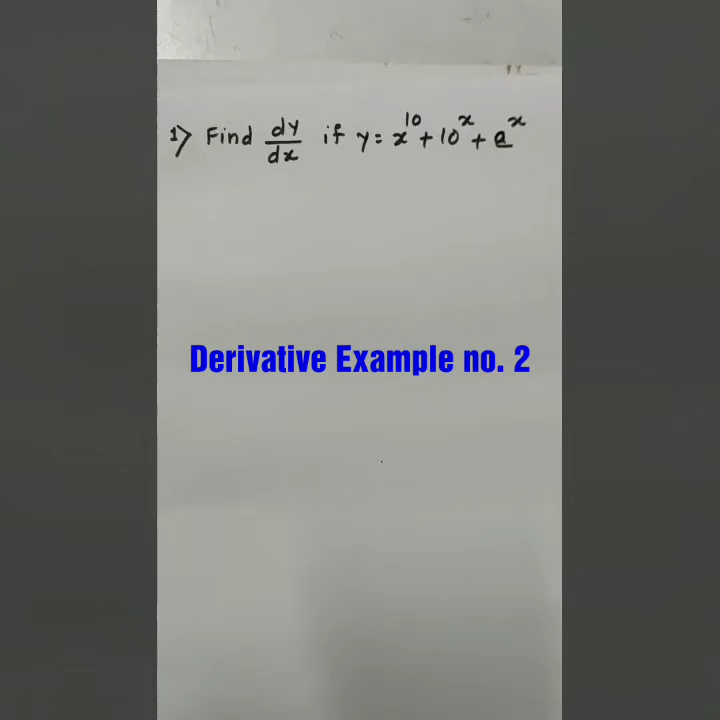 1) Find dy/dx if y = x^10 + 10^x + e^x
Derivative Example no. 2